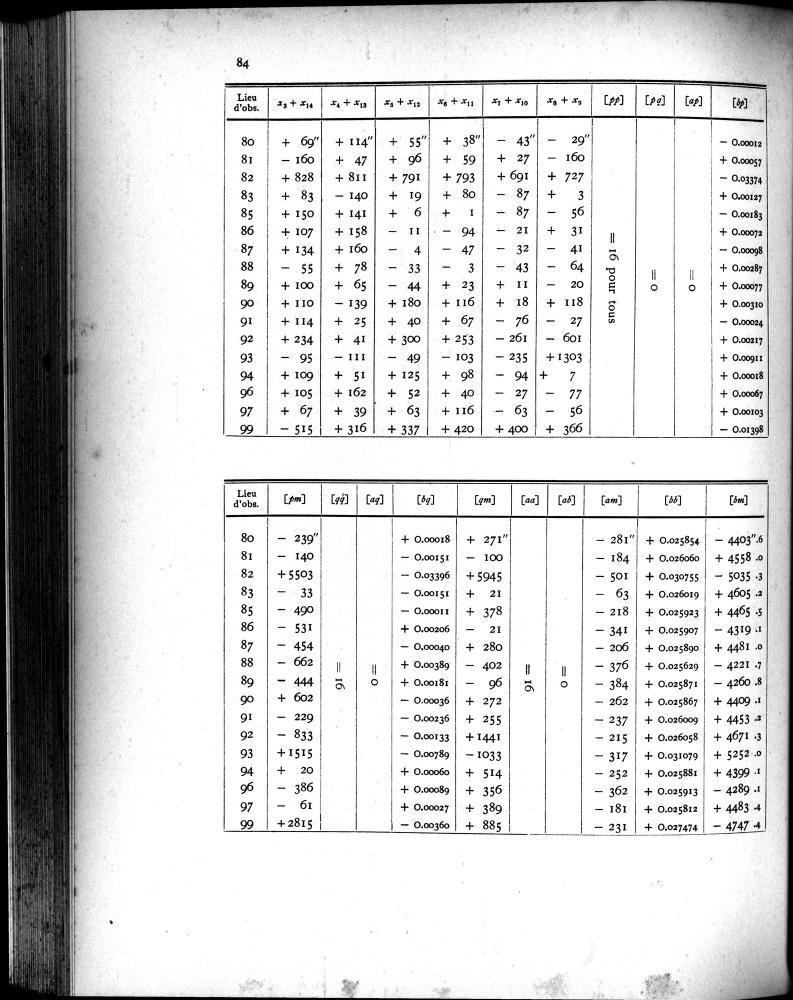 84
Lieu d'obs. x₃ + x₁₄ x₄ + x₁₃ x₅ + x₁₂ x₆ + x₁₁ x₇ + x₁₀ x₈ + x₉ [pp] [pq] [ap] [bp]
80 + 69″ + 114″ + 55″ + 38″ − 43″ − 29″ − 0.00012
81 − 160 + 47 + 96 + 59 + 27 − 160 + 0.00057
82 + 828 + 811 + 791 + 793 + 691 + 727 − 0.03374
83 + 83 − 140 + 19 + 80 − 87 + 3 + 0.00127
85 + 150 + 141 + 6 + 1 − 87 − 56 − 0.00183
86 + 107 + 158 − 11 − 94 − 21 + 31 + 0.00072
87 + 134 + 160 − 4 − 47 − 32 − 41 − 0.00098
88 − 55 + 78 − 33 − 3 − 43 − 64 + 0.00287
89 + 100 + 65 − 44 + 23 + 11 − 20 + 0.00077
90 + 110 − 139 + 180 + 116 + 18 + 118 + 0.00310
91 + 114 + 25 + 40 + 67 − 76 − 27 − 0.00024
92 + 234 + 41 + 300 + 253 − 261 − 601 + 0.00217
93 − 95 − 111 − 49 − 103 − 235 +1303 + 0.00911
94 + 109 + 51 + 125 + 98 − 94 + 7 + 0.00018
96 + 105 + 162 + 52 + 40 − 27 − 77 + 0.00067
97 + 67 + 39 + 63 + 116 − 63 − 56 + 0.00103
99 − 515 + 316 + 337 + 420 + 400 + 366 − 0.01398
= 16 pour tous
= 0
= 0
Lieu d'obs. [pm] [qq] [aq] [bq] [qm] [aa] [ab] [am] [bb] [bm]
80 − 239″ + 0.00018 + 271″ − 281″ + 0.025854 − 4403″.6
81 − 140 − 0.00151 − 100 − 184 + 0.026060 + 4558 .0
82 +5503 − 0.03396 +5945 − 501 + 0.030755 − 5035 .3
83 − 33 − 0.00151 + 21 − 63 + 0.026019 + 4605 .2
85 − 490 − 0.00011 + 378 − 218 + 0.025923 + 4465 .5
86 − 531 + 0.00206 − 21 − 341 + 0.025907 − 4319 .1
87 − 454 − 0.00040 + 280 − 206 + 0.025890 + 4481 .0
88 − 662 + 0.00389 − 402 − 376 + 0.025629 − 4221 .7
89 − 444 + 0.00181 − 96 − 384 + 0.025871 − 4260 .8
90 + 602 − 0.00036 + 272 − 262 + 0.025867 + 4409 .1
91 − 229 − 0.00236 + 255 − 237 + 0.026009 + 4453 .2
92 − 833 − 0.00133 +1441 − 215 + 0.026058 + 4671 .3
93 +1515 − 0.00789 −1033 − 317 + 0.031079 + 5252 .0
94 + 20 + 0.00060 + 514 − 252 + 0.025881 + 4399 .1
96 − 386 + 0.00089 + 356 − 362 + 0.025913 − 4289 .1
97 − 61 + 0.00027 + 389 − 181 + 0.025812 + 4483 .4
99 +2815 − 0.00360 + 885 − 231 + 0.027474 − 4747 .4
= 16
= 0
= 16
= 0